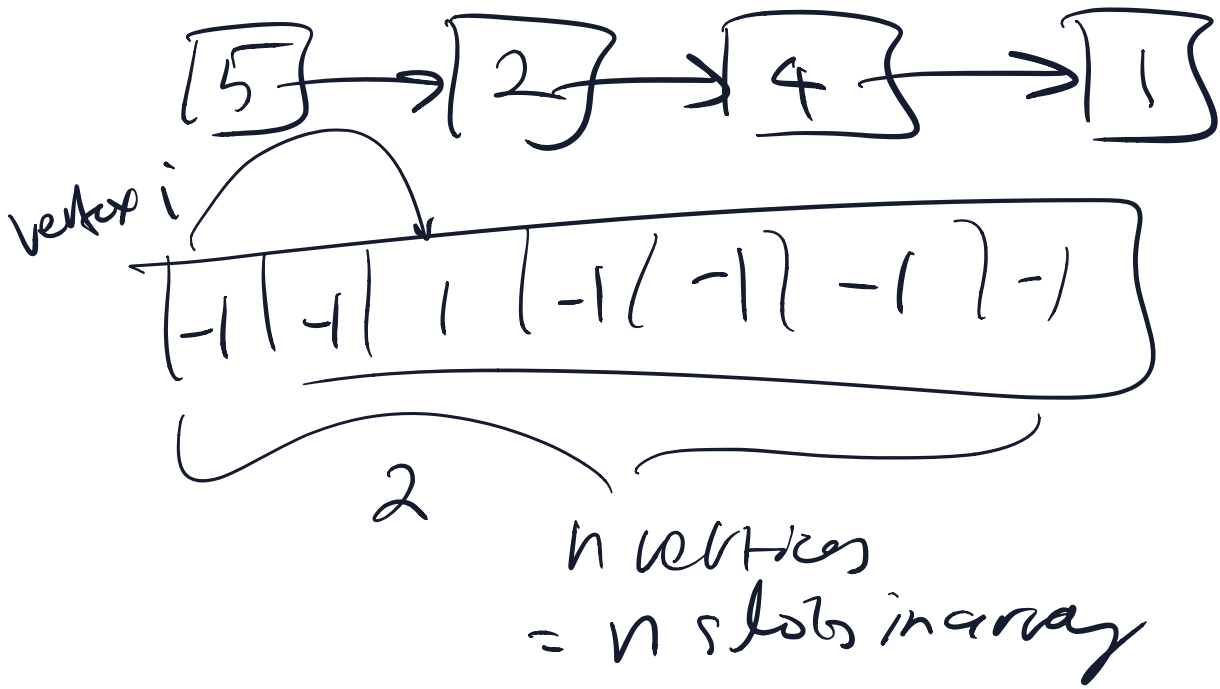 5 2 4 1
vertex i
-1 -1 1 -1 -1 -1 -1
2
n vertices
= n slots in array